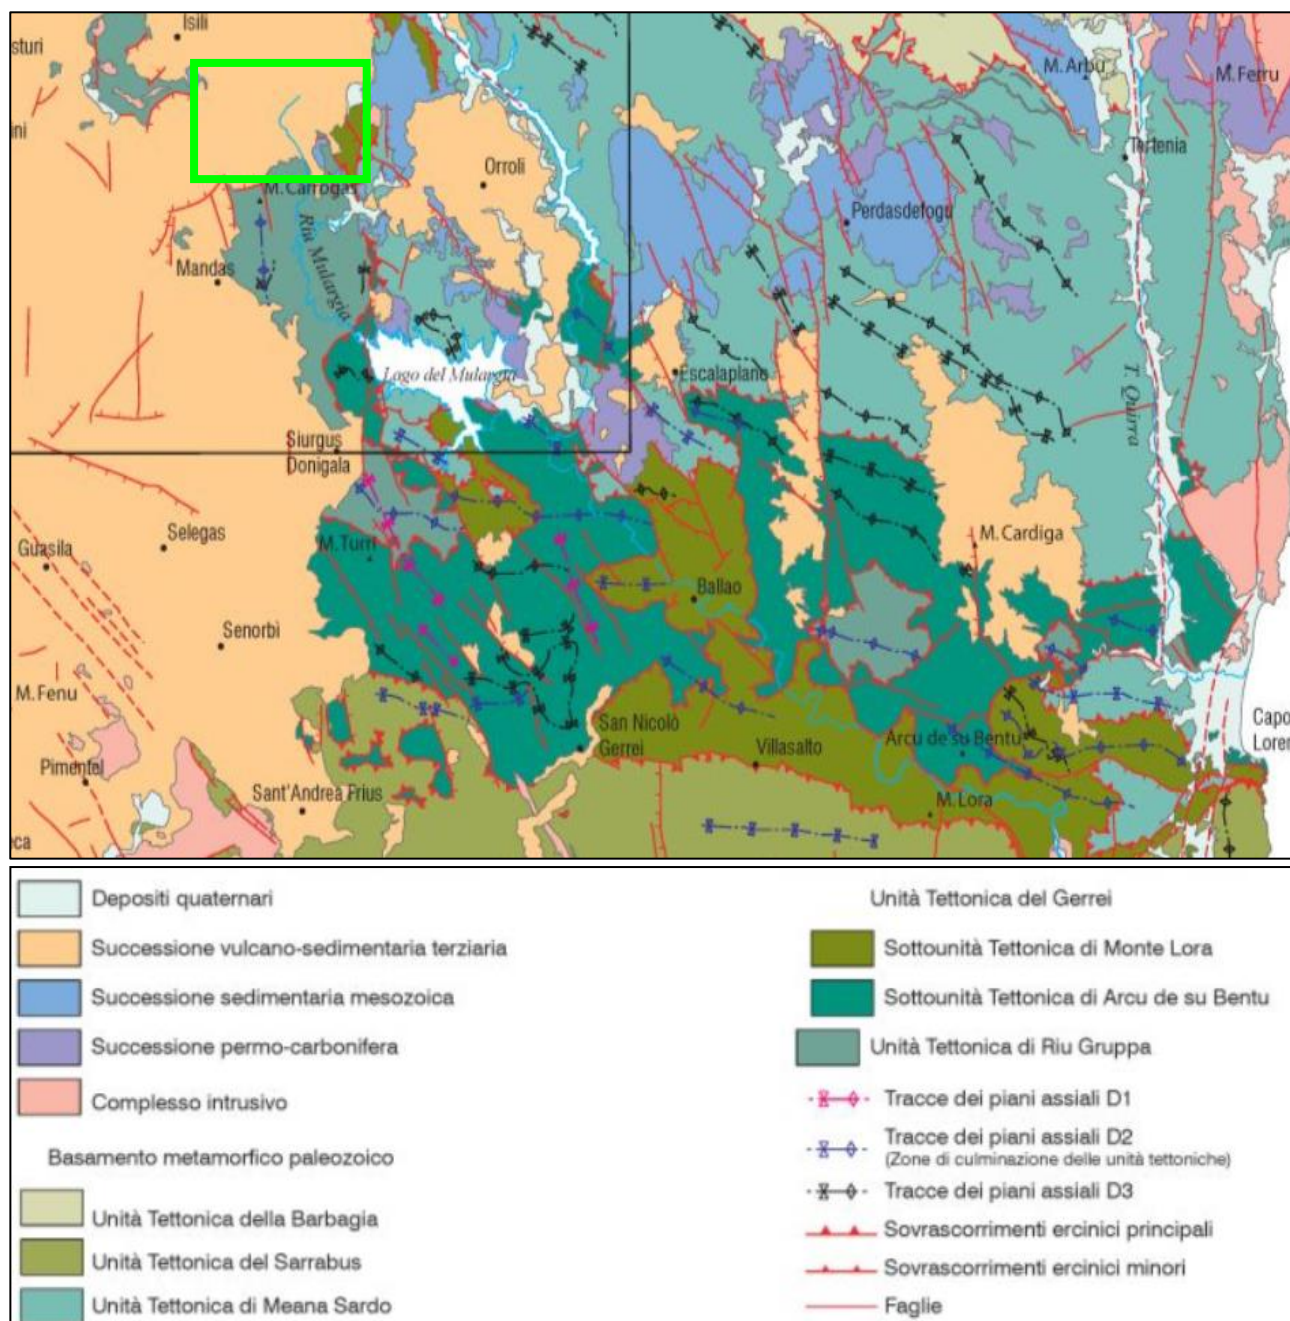 Isili
sturi
M. Arbu
M. Ferru
ini
Orroli
Tertenia
M. Carrogas
Perdasdefogu
Riu Mulargia
Mandas
Lago del Mulargia
Escalaplano
T. Quirra
Siurgus
Donigala
Selegas
M. Cardiga
Guasila
M. Turri
Ballao
Senorbì
M. Fenu
San Nicolò
Gerrei
Villasalto
Arcu de su Bentu
Capo
Loren
Pimentel
Sant'Andrea Frius
M. Lora
eca
Depositi quaternari
Successione vulcano-sedimentaria terziaria
Successione sedimentaria mesozoica
Successione permo-carbonifera
Complesso intrusivo
Basamento metamorfico paleozoico
Unità Tettonica della Barbagia
Unità Tettonica del Sarrabus
Unità Tettonica di Meana Sardo
Unità Tettonica del Gerrei
Sottounità Tettonica di Monte Lora
Sottounità Tettonica di Arcu de su Bentu
Unità Tettonica di Riu Gruppa
Tracce dei piani assiali D1
Tracce dei piani assiali D2
(Zone di culminazione delle unità tettoniche)
Tracce dei piani assiali D3
Sovrascorrimenti ercinici principali
Sovrascorrimenti ercinici minori
Faglie